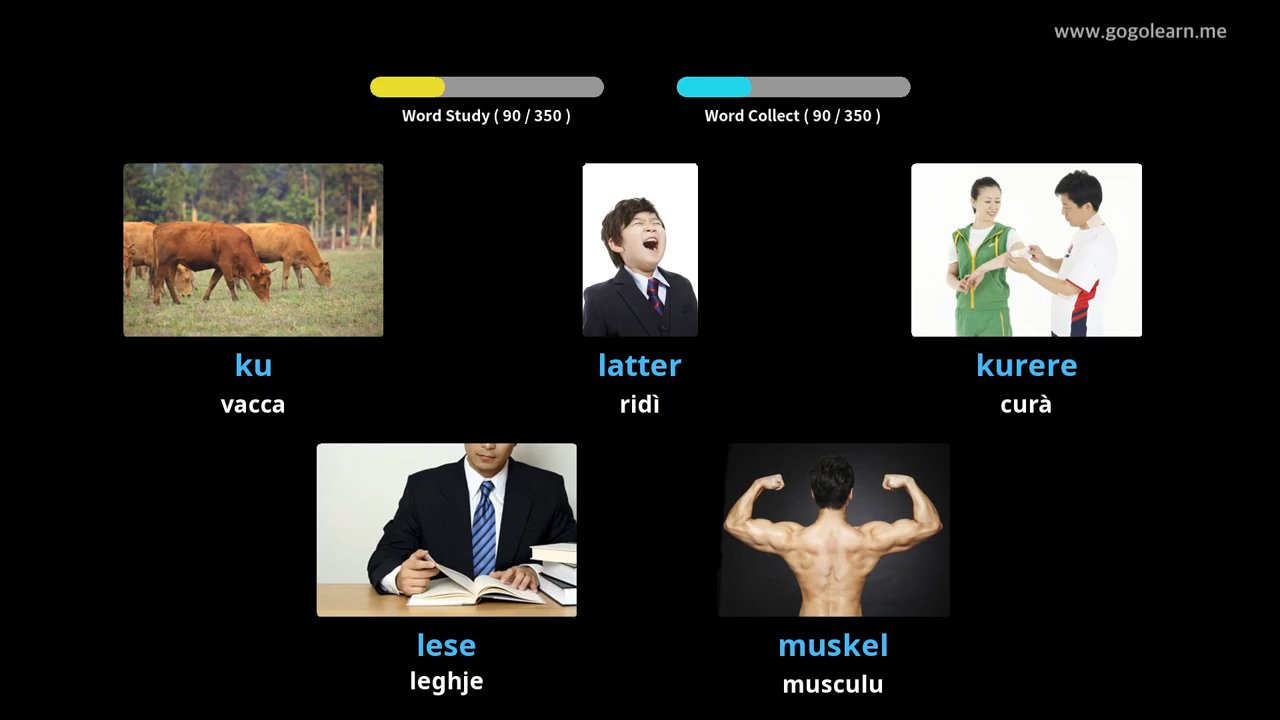 www.gogolearn.me
Word Study ( 90 / 350 )
Word Collect ( 90 / 350 )
ku
vacca
latter
ridì
kurere
curà
lese
leghje
muskel
musculu